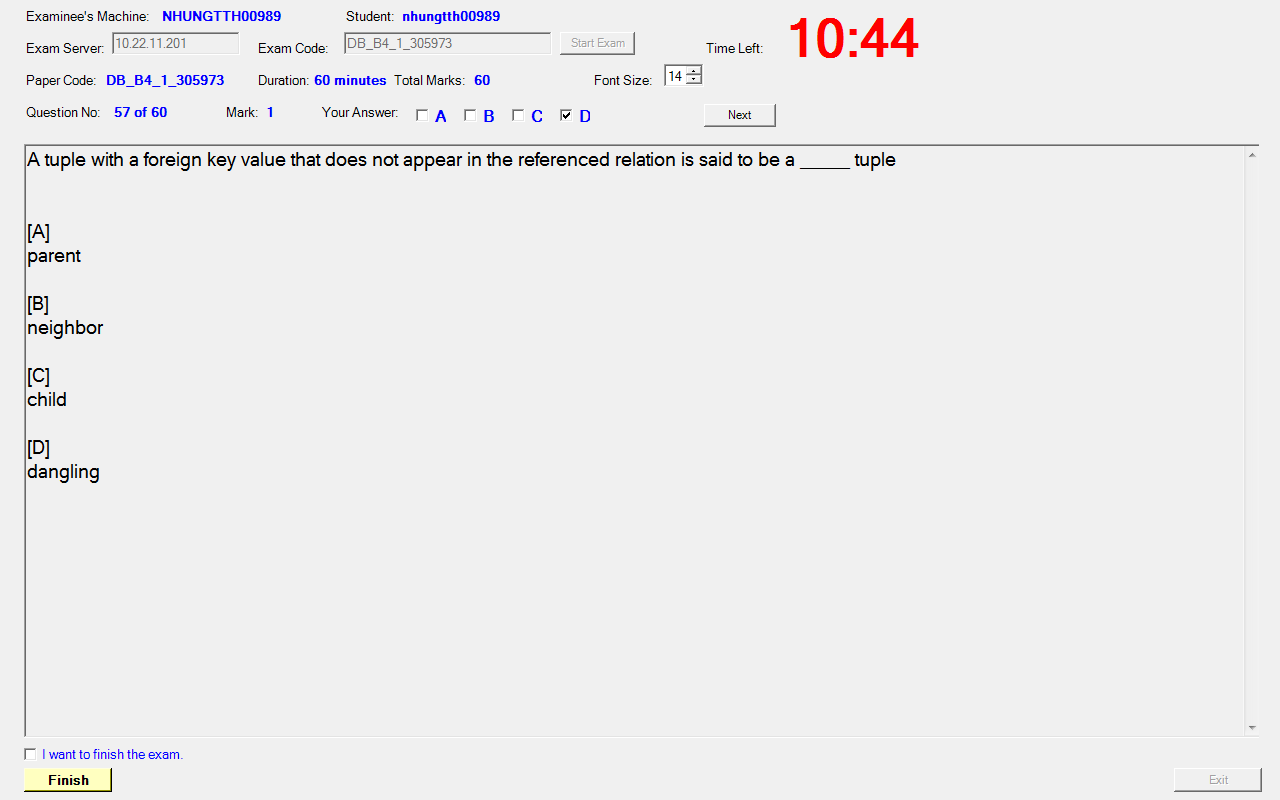 Examinee's Machine: NHUNGTTH00989 Student: nhungtth00989
Exam Server: 10.22.11.201 Exam Code: DB_B4_1_305973 Start Exam Time Left: 10:44
Paper Code: DB_B4_1_305973 Duration: 60 minutes Total Marks: 60 Font Size: 14
Question No: 57 of 60 Mark: 1 Your Answer: A B C D Next
A tuple with a foreign key value that does not appear in the referenced relation is said to be a _____ tuple
[A]
parent
[B]
neighbor
[C]
child
[D]
dangling
I want to finish the exam.
Finish Exit